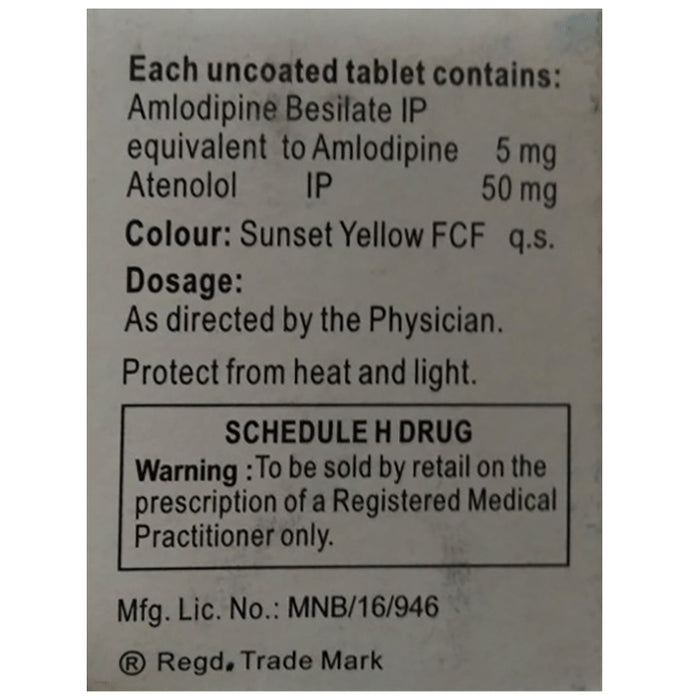 Each uncoated tablet contains:
Amlodipine Besilate IP
equivalent to Amlodipine 5 mg
Atenolol IP 50 mg
Colour: Sunset Yellow FCF q.s.
Dosage:
As directed by the Physician.
Protect from heat and light.
SCHEDULE H DRUG
Warning : To be sold by retail on the
prescription of a Registered Medical
Practitioner only.
Mfg. Lic. No.: MNB/16/946
® Regd. Trade Mark